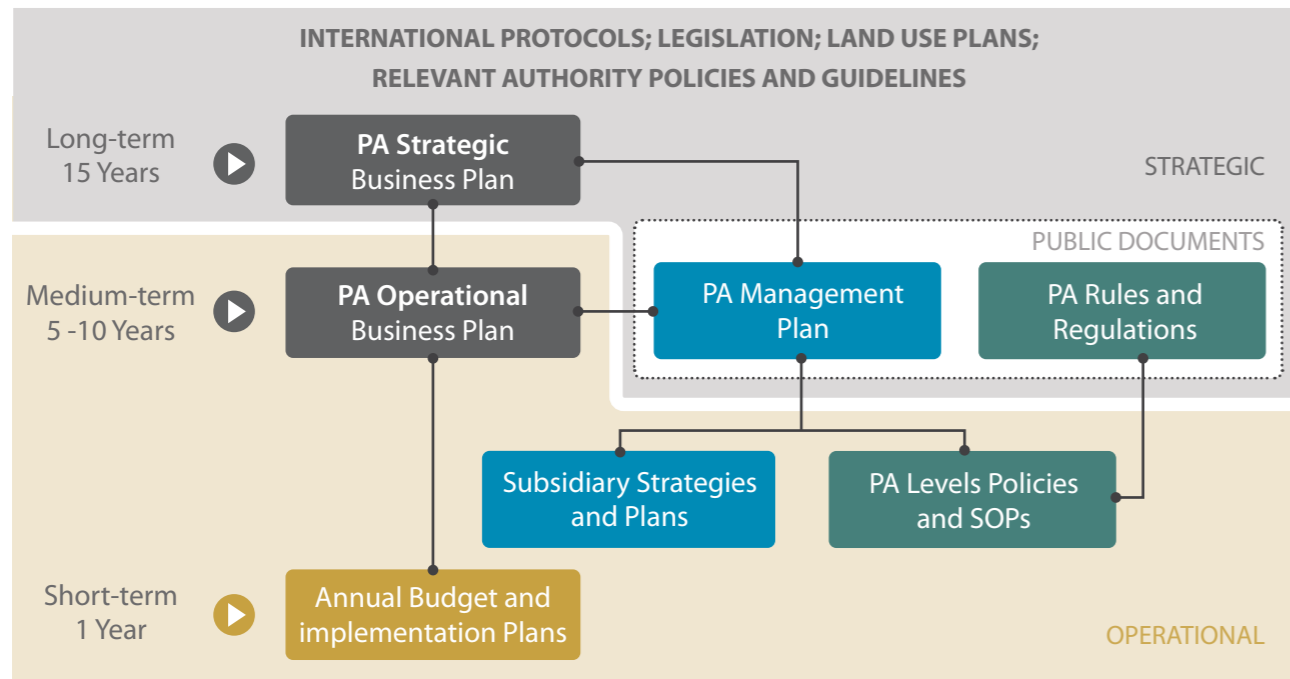 INTERNATIONAL PROTOCOLS; LEGISLATION; LAND USE PLANS;
RELEVANT AUTHORITY POLICIES AND GUIDELINES
Long-term
15 Years
PA Strategic
Business Plan
STRATEGIC
PUBLIC DOCUMENTS
Medium-term
5 -10 Years
PA Operational
Business Plan
PA Management
Plan
PA Rules and
Regulations
Subsidiary Strategies
and Plans
PA Levels Policies
and SOPs
Short-term
1 Year
Annual Budget and
implementation Plans
OPERATIONAL